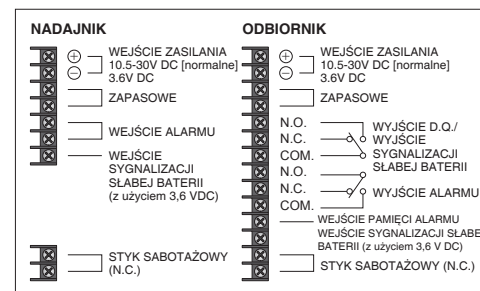 NADAJNIK
⊕ WEJŚCIE ZASILANIA
10.5-30V DC [normalne]
⊖ 3.6V DC
ZAPASOWE
WEJŚCIE ALARMU
WEJŚCIE
SYGNALIZACJI
SŁABEJ BATERII
(z użyciem 3,6 VDC)
STYK SABOTAŻOWY
(N.C.)
ODBIORNIK
⊕ WEJŚCIE ZASILANIA
10.5-30V DC [normalne]
⊖ 3.6V DC
ZAPASOWE
N.O.
N.C.
COM.
WYJŚCIE D.Q./
WYJŚCIE
SYGNALIZACJI
SŁABEJ BATERII
N.O.
N.C.
COM.
WYJŚCIE ALARMU
WEJŚCIE PAMIĘCI ALARMU
WEJŚCIE SYGNALIZACJI SŁABE
BATERII (z użyciem 3,6 V DC)
STYK SABOTAŻOWY (N.C.)